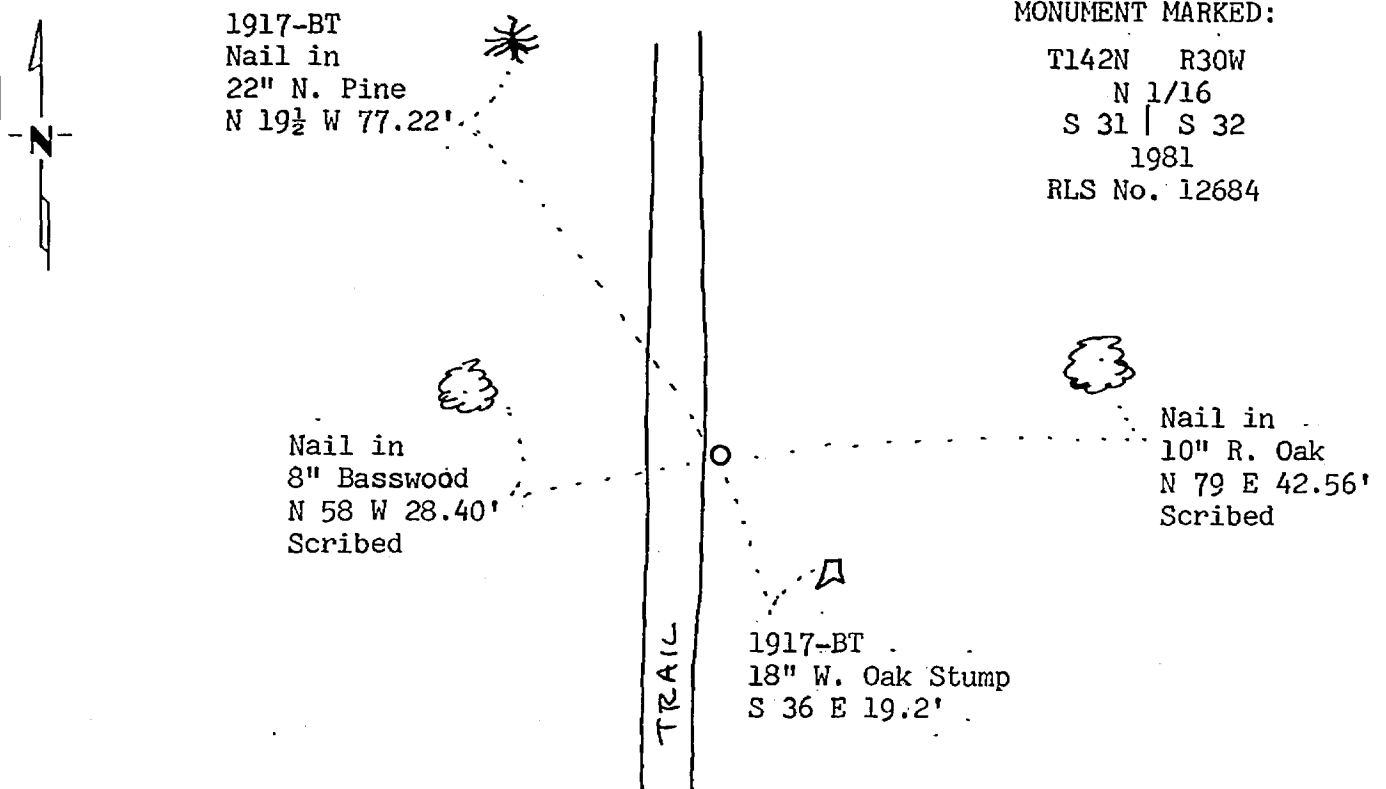 1917-BT
Nail in
22" N. Pine
N 19½ W 77.22'
MONUMENT MARKED:
T142N R30W
N 1/16
S 31 | S 32
1981
RLS No. 12684
N
Nail in
8" Basswood
N 58 W 28.40'
Scribed
Nail in
10" R. Oak
N 79 E 42.56'
Scribed
1917-BT
18" W. Oak Stump
S 36 E 19.2'
TRAIL